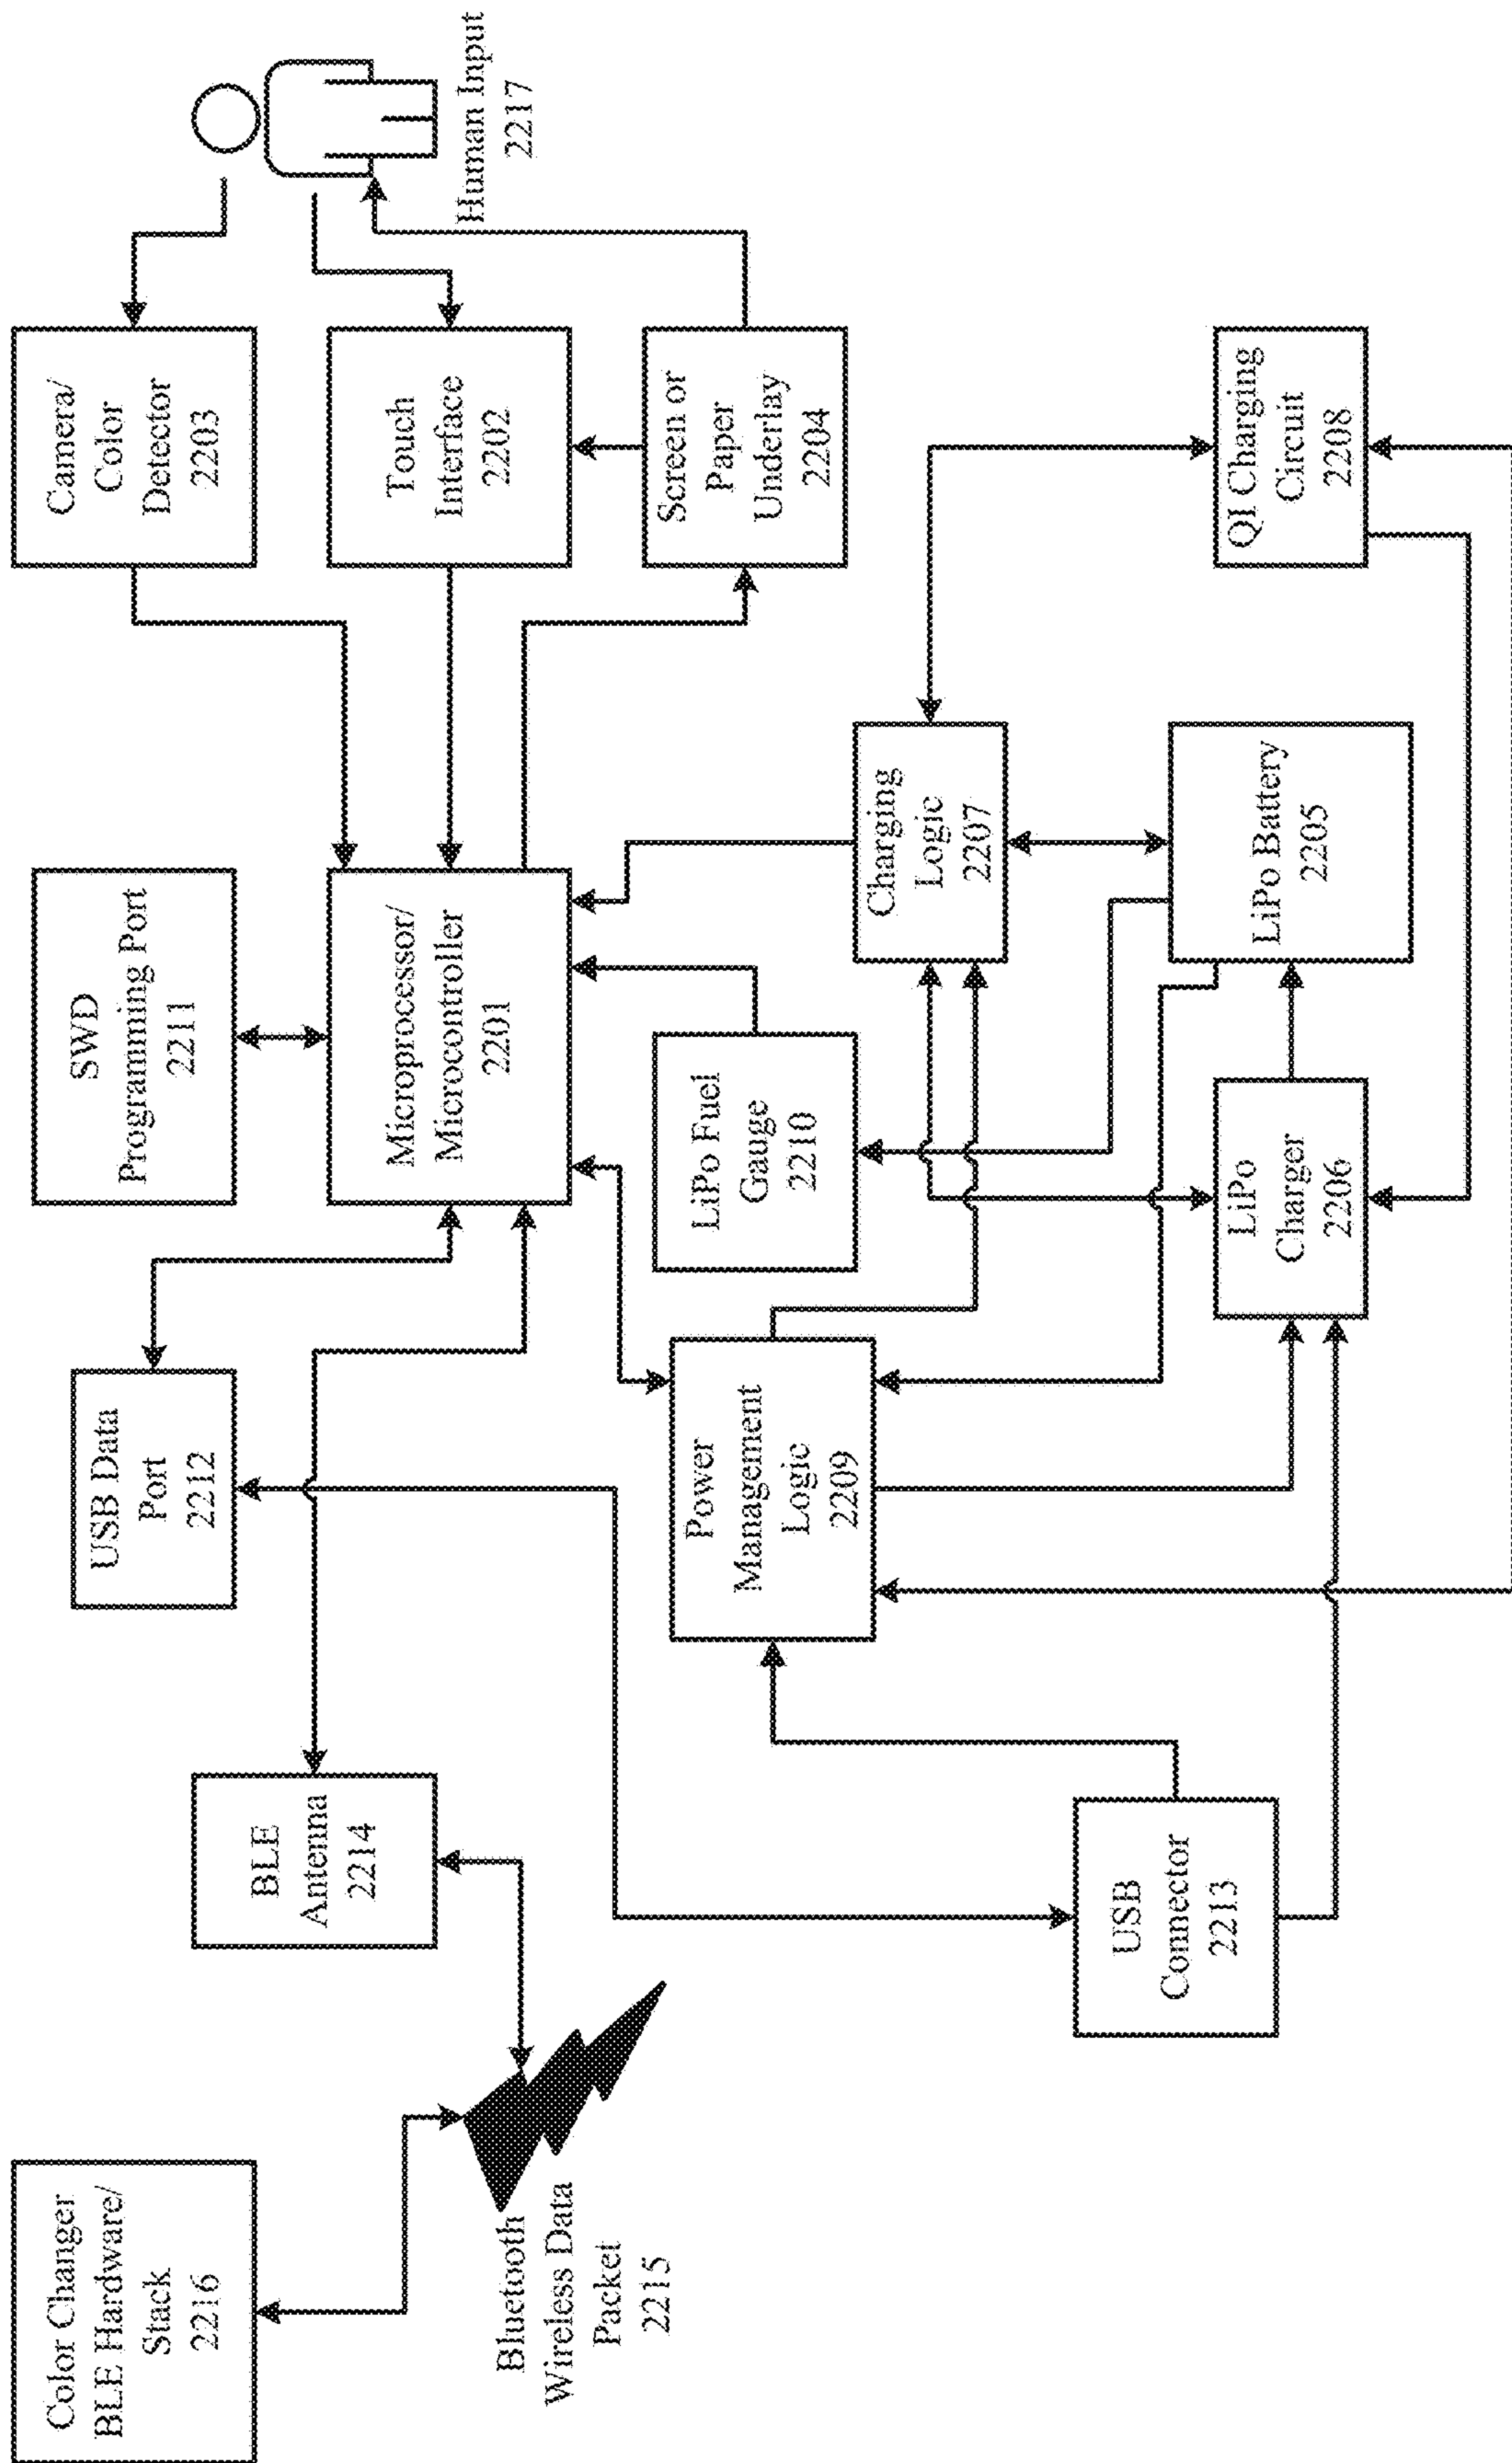 Color Changer
BLE Hardware/
Stack
2216
USB Data
Port
2212
SWD
Programming Port
2211
Camera/
Color
Detector
2203
BLE
Antenna
2214
Microprocessor/
Microcontroller
2201
Touch
Interface
2202
Human Input
2217
Bluetooth
Wireless Data
Packet
2215
Power
Management
Logic
2209
LiPo Fuel
Gauge
2210
Screen or
Paper
Underlay
2204
Charging
Logic
2207
USB
Connector
2213
LiPo
Charger
2206
LiPo Battery
2205
QI Charging
Circuit
2208